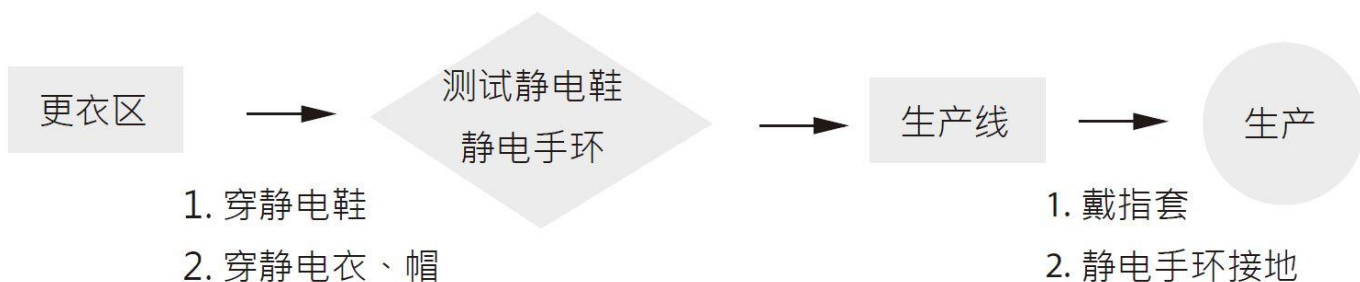 更衣区
测试静电鞋
静电手环
生产线
生产
1. 穿静电鞋
2. 穿静电衣、帽
1. 戴指套
2. 静电手环接地